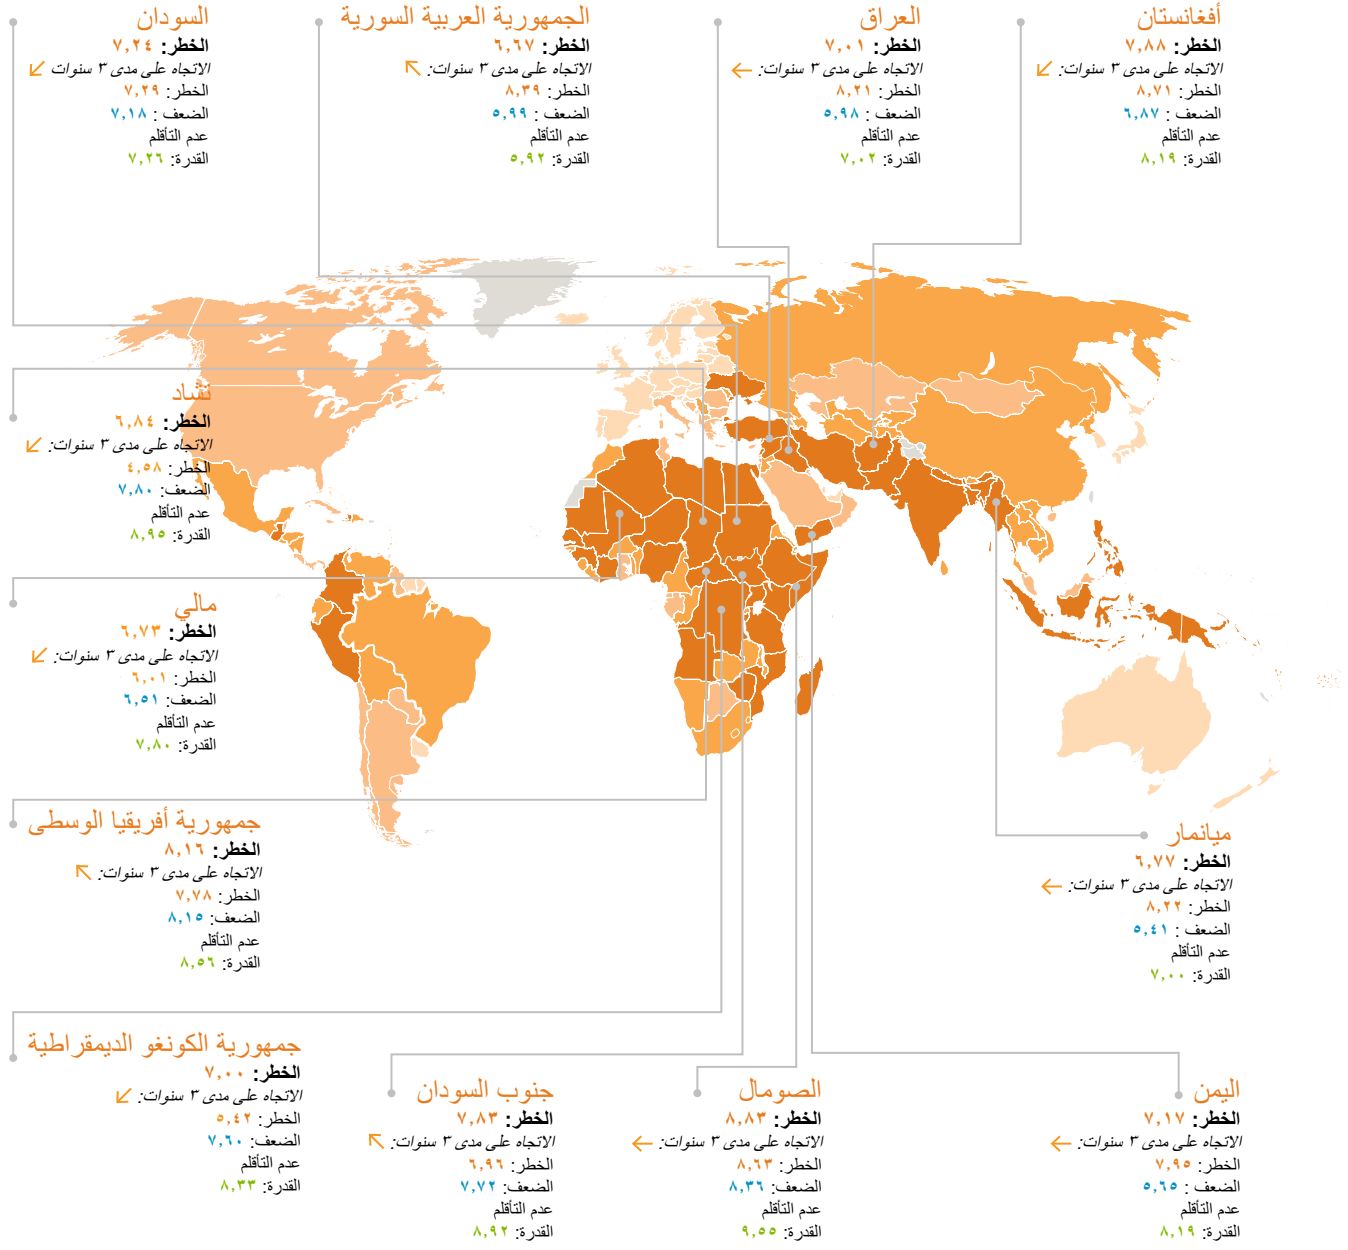 أفغانستان
الخطر: ٧,٨٨
الاتجاه على مدى ٣ سنوات: ↙
الخطر: ٨,٧١
الضعف : ٦,٨٧
عدم التأقلم
القدرة: ٨,١٩
العراق
الخطر: ٧,٠١
الاتجاه على مدى ٣ سنوات: ←
الخطر: ٨,٢١
الضعف : ٥,٩٨
عدم التأقلم
القدرة: ٧,٠٢
الجمهورية العربية السورية
الخطر: ٦,٦٧
الاتجاه على مدى ٣ سنوات: ↖
الخطر: ٨,٣٩
الضعف : ٥,٩٩
عدم التأقلم
القدرة: ٥,٩٢
السودان
الخطر: ٧,٢٤
الاتجاه على مدى ٣ سنوات ↙
الخطر: ٧,٢٩
الضعف : ٧,١٨
عدم التأقلم
القدرة: ٧,٢٦
تشاد
الخطر: ٦,٨٤
الاتجاه على مدى ٣ سنوات: ↙
الخطر: ٤,٥٨
الضعف: ٧,٨٠
عدم التأقلم
القدرة: ٨,٩٥
مالي
الخطر: ٦,٧٣
الاتجاه على مدى ٣ سنوات: ↙
الخطر: ٦,٠١
الضعف: ٦,٥١
عدم التأقلم
القدرة: ٧,٨٠
جمهورية أفريقيا الوسطى
الخطر: ٨,١٦
الاتجاه على مدى ٣ سنوات: ↖
الخطر: ٧,٧٨
الضعف: ٨,١٥
عدم التأقلم
القدرة: ٨,٥٦
ميانمار
الخطر: ٦,٧٧
الاتجاه على مدى ٣ سنوات: ←
الخطر: ٨,٢٢
الضعف : ٥,٤١
عدم التأقلم
القدرة: ٧,٠٠
جمهورية الكونغو الديمقراطية
الخطر: ٧,٠٠
الاتجاه على مدى ٣ سنوات: ↙
الخطر: ٥,٤٢
الضعف: ٧,٦٠
عدم التأقلم
القدرة: ٨,٣٣
اليمن
الخطر: ٧,١٧
الاتجاه على مدى ٣ سنوات: ←
الخطر: ٧,٩٥
الضعف : ٥,٦٥
عدم التأقلم
القدرة: ٨,١٩
الصومال
الخطر: ٨,٨٣
الاتجاه على مدى ٣ سنوات: ←
الخطر: ٨,٦٣
الضعف: ٨,٣٦
عدم التأقلم
القدرة: ٩,٥٥
جنوب السودان
الخطر: ٧,٨٣
الاتجاه على مدى ٣ سنوات: ↖
الخطر: ٦,٩٦
الضعف: ٧,٧٢
عدم التأقلم
القدرة: ٨,٩٢